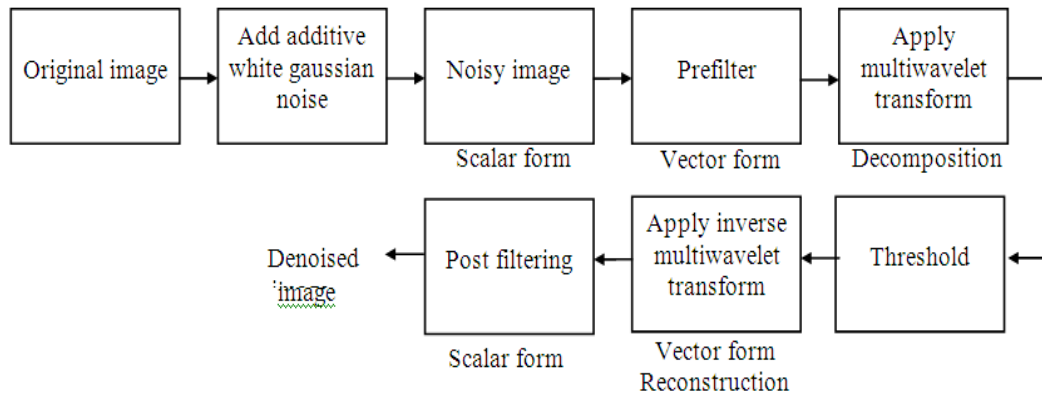 Original image
Add additive
white gaussian
noise
Noisy image
Prefilter
Apply
multiwavelet
transform
Scalar form
Vector form
Decomposition
Denoised
image
Post filtering
Apply inverse
multiwavelet
transform
Threshold
Scalar form
Vector form
Reconstruction